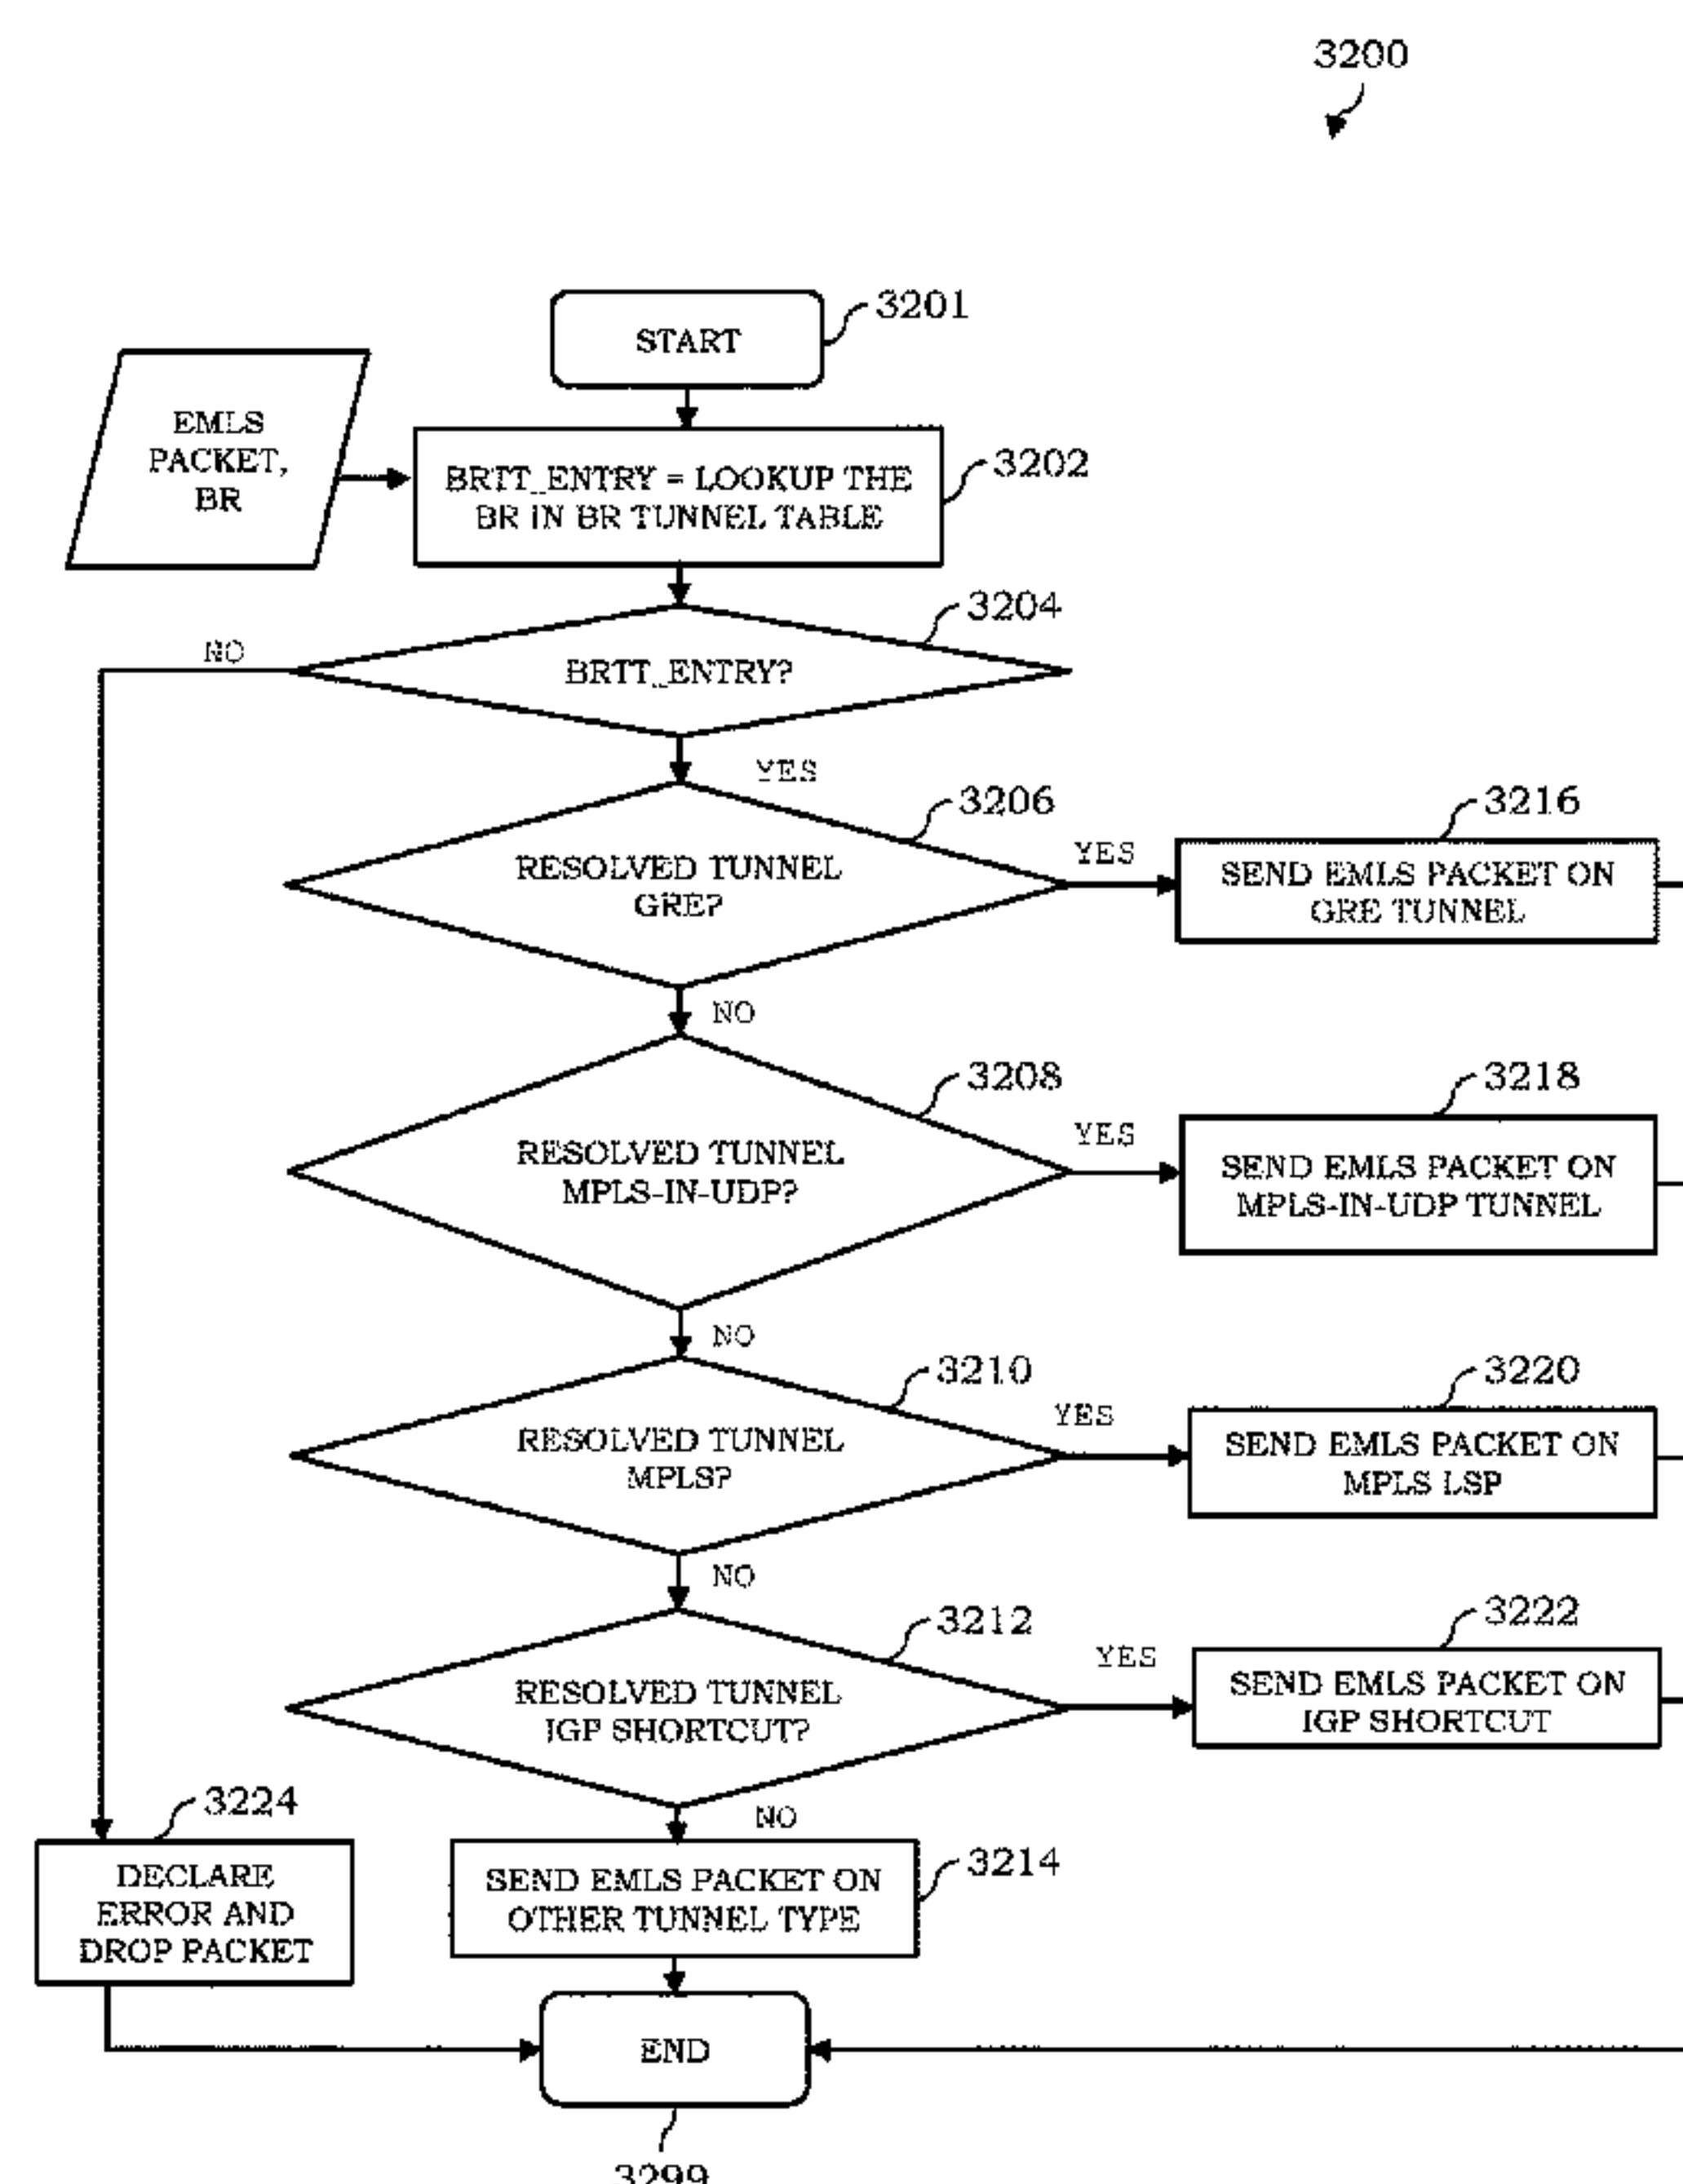 3200
START
3201
EMLS
PACKET,
BR
BRTT_ENTRY = LOOKUP THE
BR IN BR TUNNEL TABLE
3202
3204
NO
BRTT_ENTRY?
YES
3206
RESOLVED TUNNEL
GRE?
YES
3216
SEND EMLS PACKET ON
GRE TUNNEL
NO
3208
RESOLVED TUNNEL
MPLS-IN-UDP?
YES
3218
SEND EMLS PACKET ON
MPLS-IN-UDP TUNNEL
NO
3210
RESOLVED TUNNEL
MPLS?
YES
3220
SEND EMLS PACKET ON
MPLS LSP
NO
3212
RESOLVED TUNNEL
IGP SHORTCUT?
YES
3222
SEND EMLS PACKET ON
IGP SHORTCUT
NO
3224
DECLARE
ERROR AND
DROP PACKET
SEND EMLS PACKET ON
OTHER TUNNEL TYPE
3214
END
3299